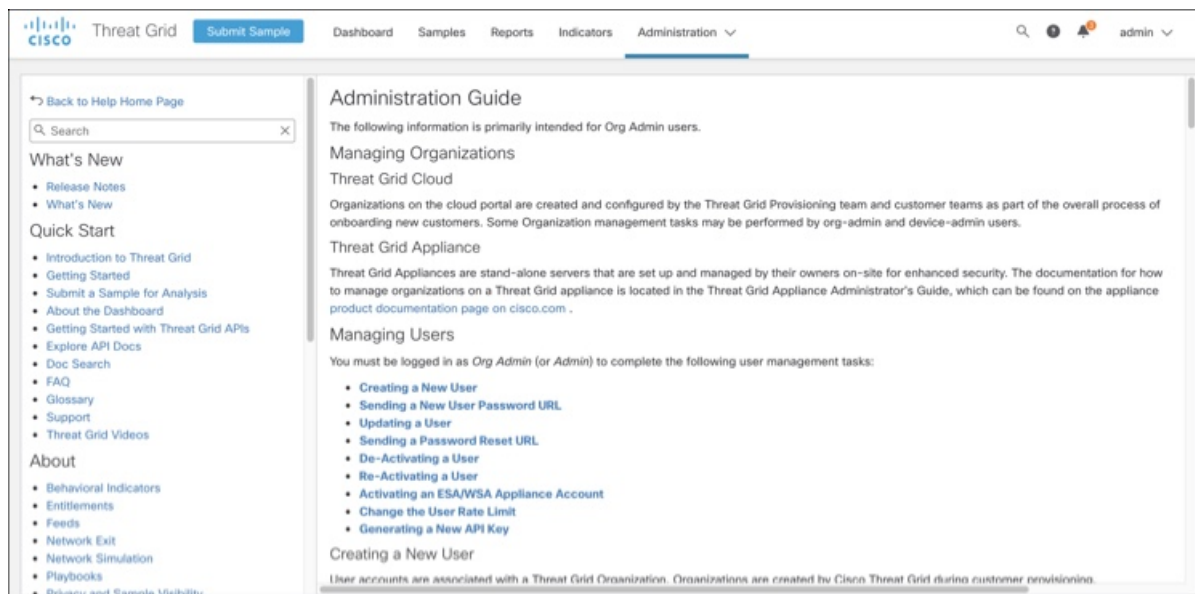 CISCO
Threat Grid
Submit Sample
Dashboard
Samples
Reports
Indicators
Administration
3
admin
Back to Help Home Page
Search
What's New
• Release Notes
• What's New
Quick Start
• Introduction to Threat Grid
• Getting Started
• Submit a Sample for Analysis
• About the Dashboard
• Getting Started with Threat Grid APIs
• Explore API Docs
• Doc Search
• FAQ
• Glossary
• Support
• Threat Grid Videos
About
• Behavioral Indicators
• Entitlements
• Feeds
• Network Exit
• Network Simulation
• Playbooks
• Privacy and Sample Visibility
Administration Guide
The following information is primarily intended for Org Admin users.
Managing Organizations
Threat Grid Cloud
Organizations on the cloud portal are created and configured by the Threat Grid Provisioning team and customer teams as part of the overall process of
onboarding new customers. Some Organization management tasks may be performed by org-admin and device-admin users.
Threat Grid Appliance
Threat Grid Appliances are stand-alone servers that are set up and managed by their owners on-site for enhanced security. The documentation for how
to manage organizations on a Threat Grid appliance is located in the Threat Grid Appliance Administrator's Guide, which can be found on the appliance
product documentation page on cisco.com .
Managing Users
You must be logged in as Org Admin (or Admin) to complete the following user management tasks:
• Creating a New User
• Sending a New User Password URL
• Updating a User
• Sending a Password Reset URL
• De-Activating a User
• Re-Activating a User
• Activating an ESA/WSA Appliance Account
• Change the User Rate Limit
• Generating a New API Key
Creating a New User
User accounts are associated with a Threat Grid Organization. Organizations are created by Cisco Threat Grid during customer provisioning.